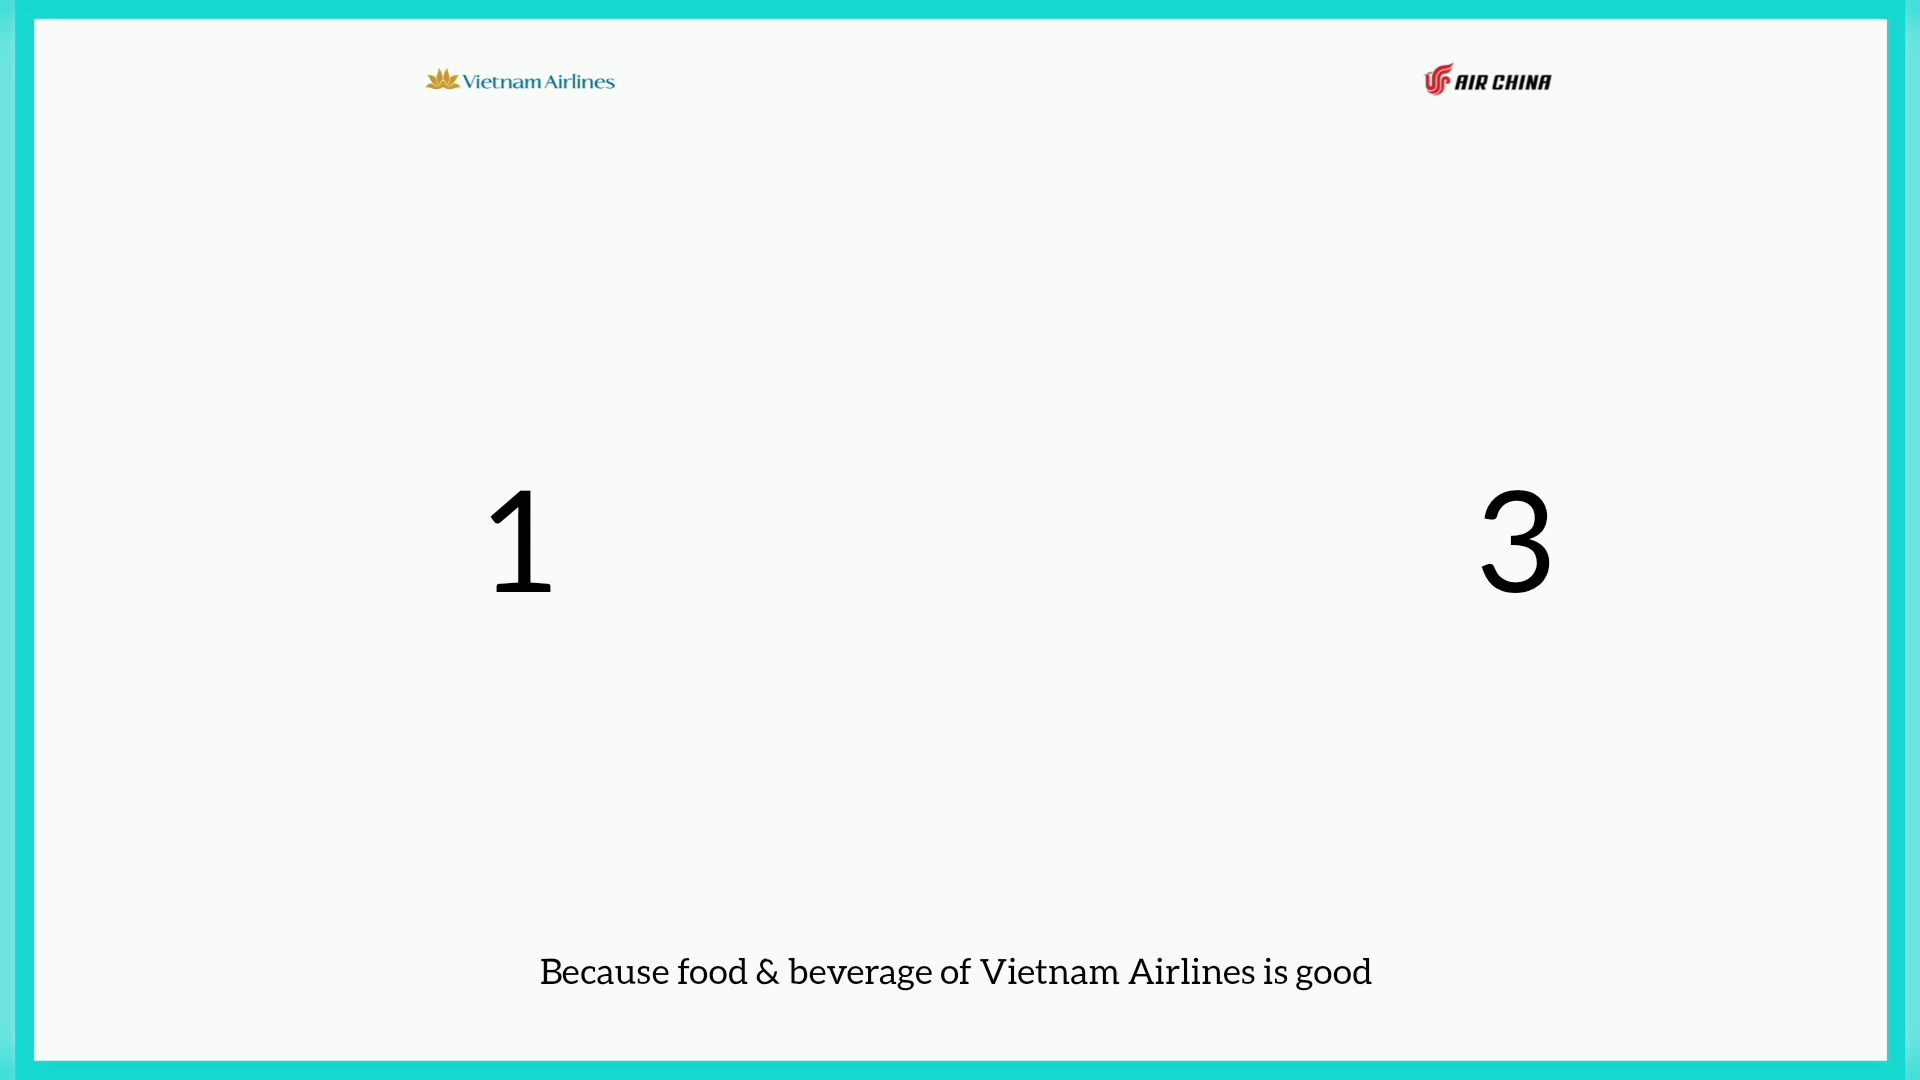 Vietnam Airlines
AIR CHINA
1
3
Because food & beverage of Vietnam Airlines is good